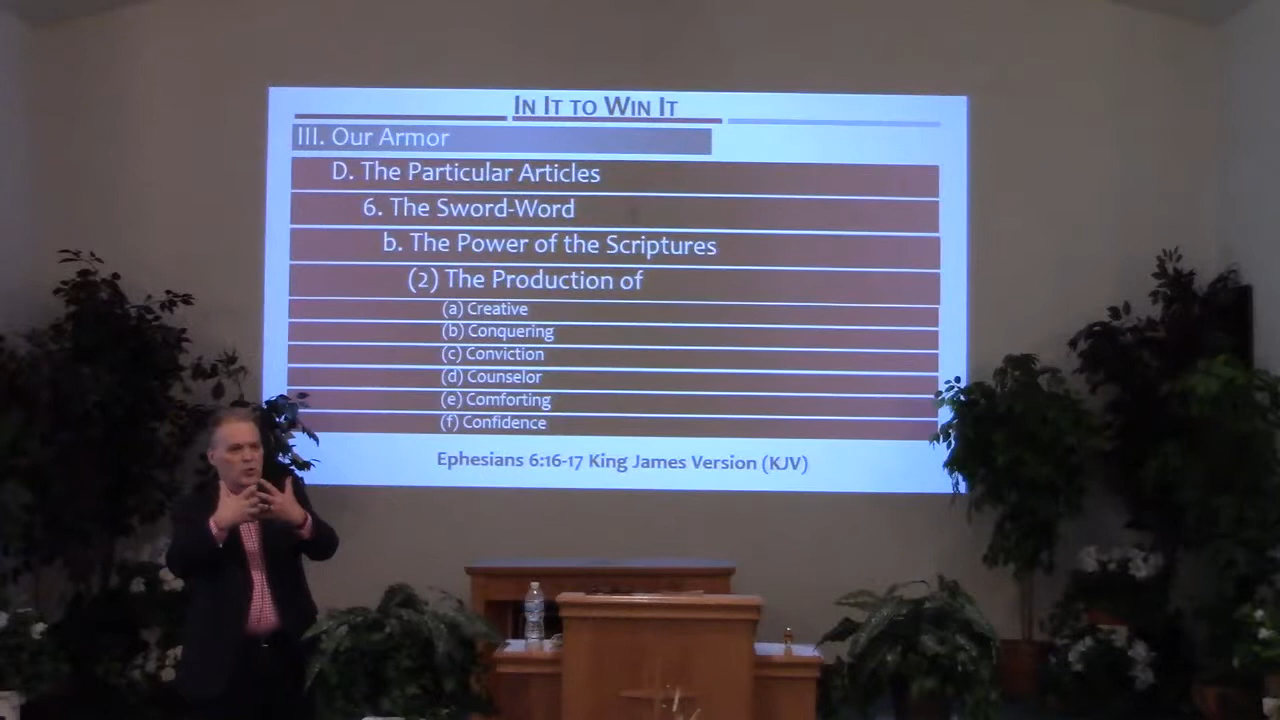 In It to Win It
III. Our Armor
D. The Particular Articles
6. The Sword-Word
b. The Power of the Scriptures
(2) The Production of
(a) Creative
(b) Conquering
(c) Conviction
(d) Counselor
(e) Comforting
(f) Confidence
Ephesians 6:16-17 King James Version (KJV)